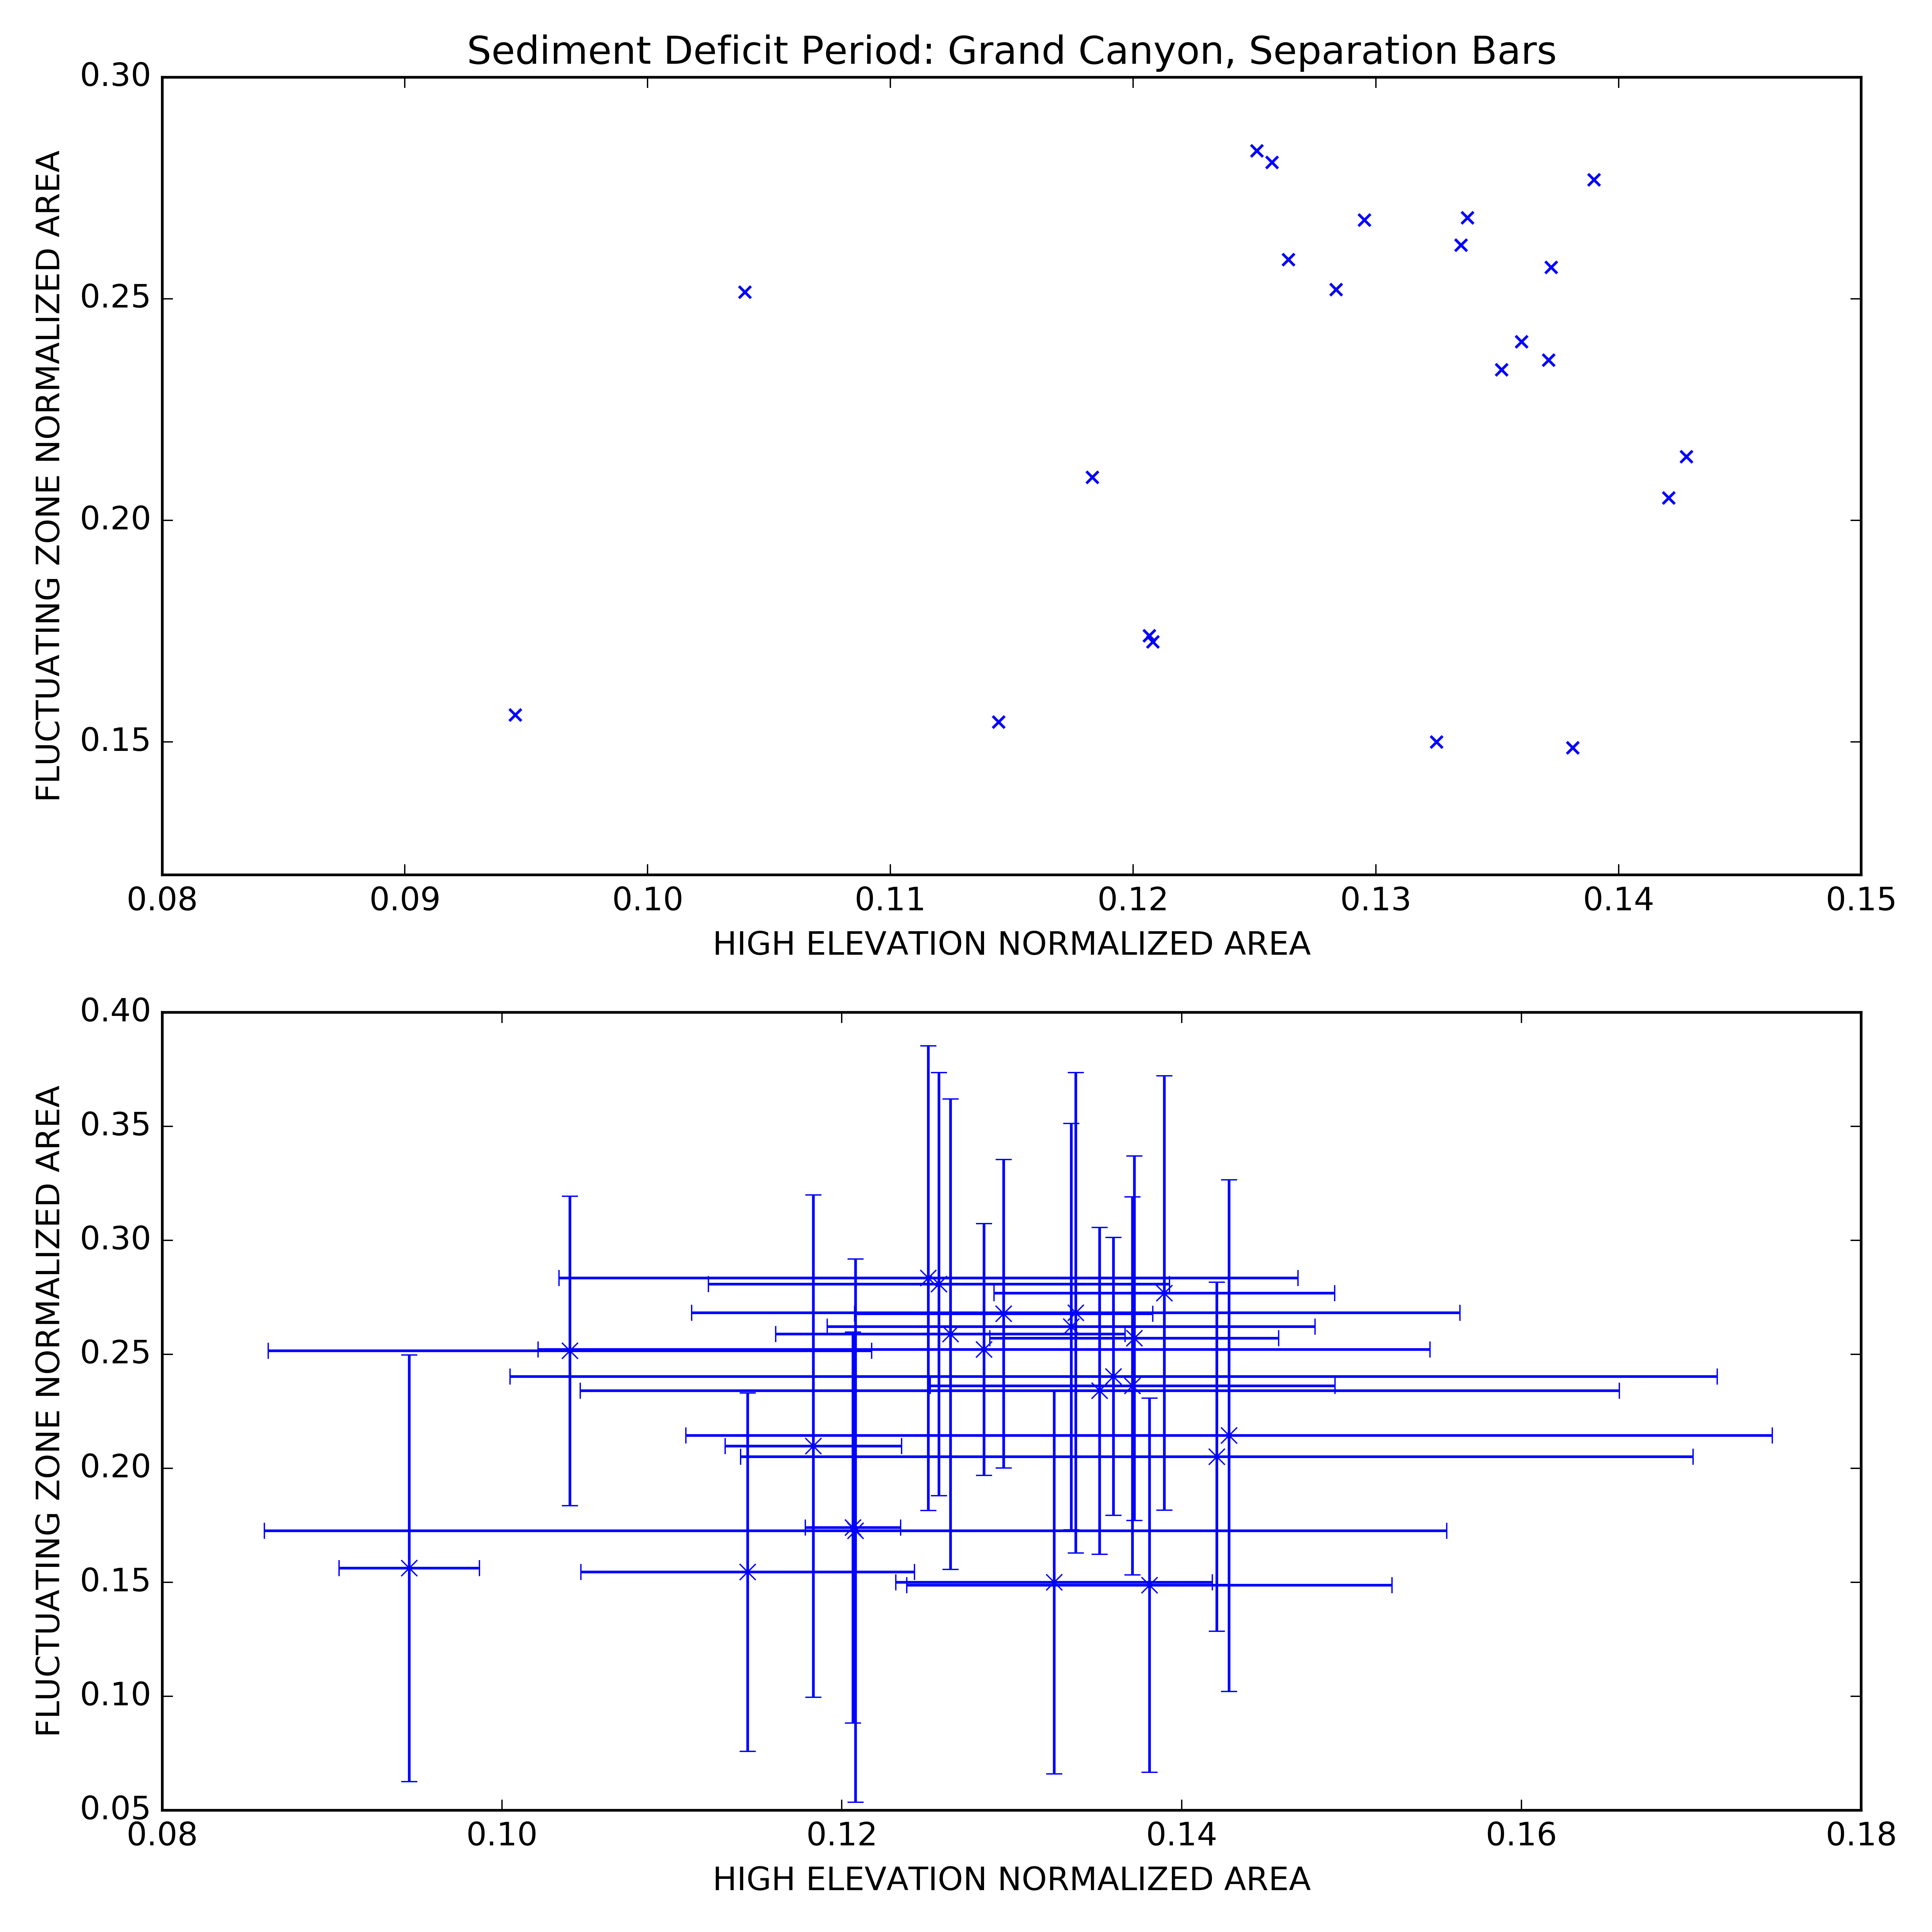 Sediment Deficit Period: Grand Canyon, Separation Bars
0.30
0.25
0.20
0.15
FLUCTUATING ZONE NORMALIZED AREA
0.08 0.09 0.10 0.11 0.12 0.13 0.14 0.15
HIGH ELEVATION NORMALIZED AREA
0.40
0.35
0.30
0.25
0.20
0.15
0.10
0.05
FLUCTUATING ZONE NORMALIZED AREA
0.08 0.10 0.12 0.14 0.16 0.18
HIGH ELEVATION NORMALIZED AREA